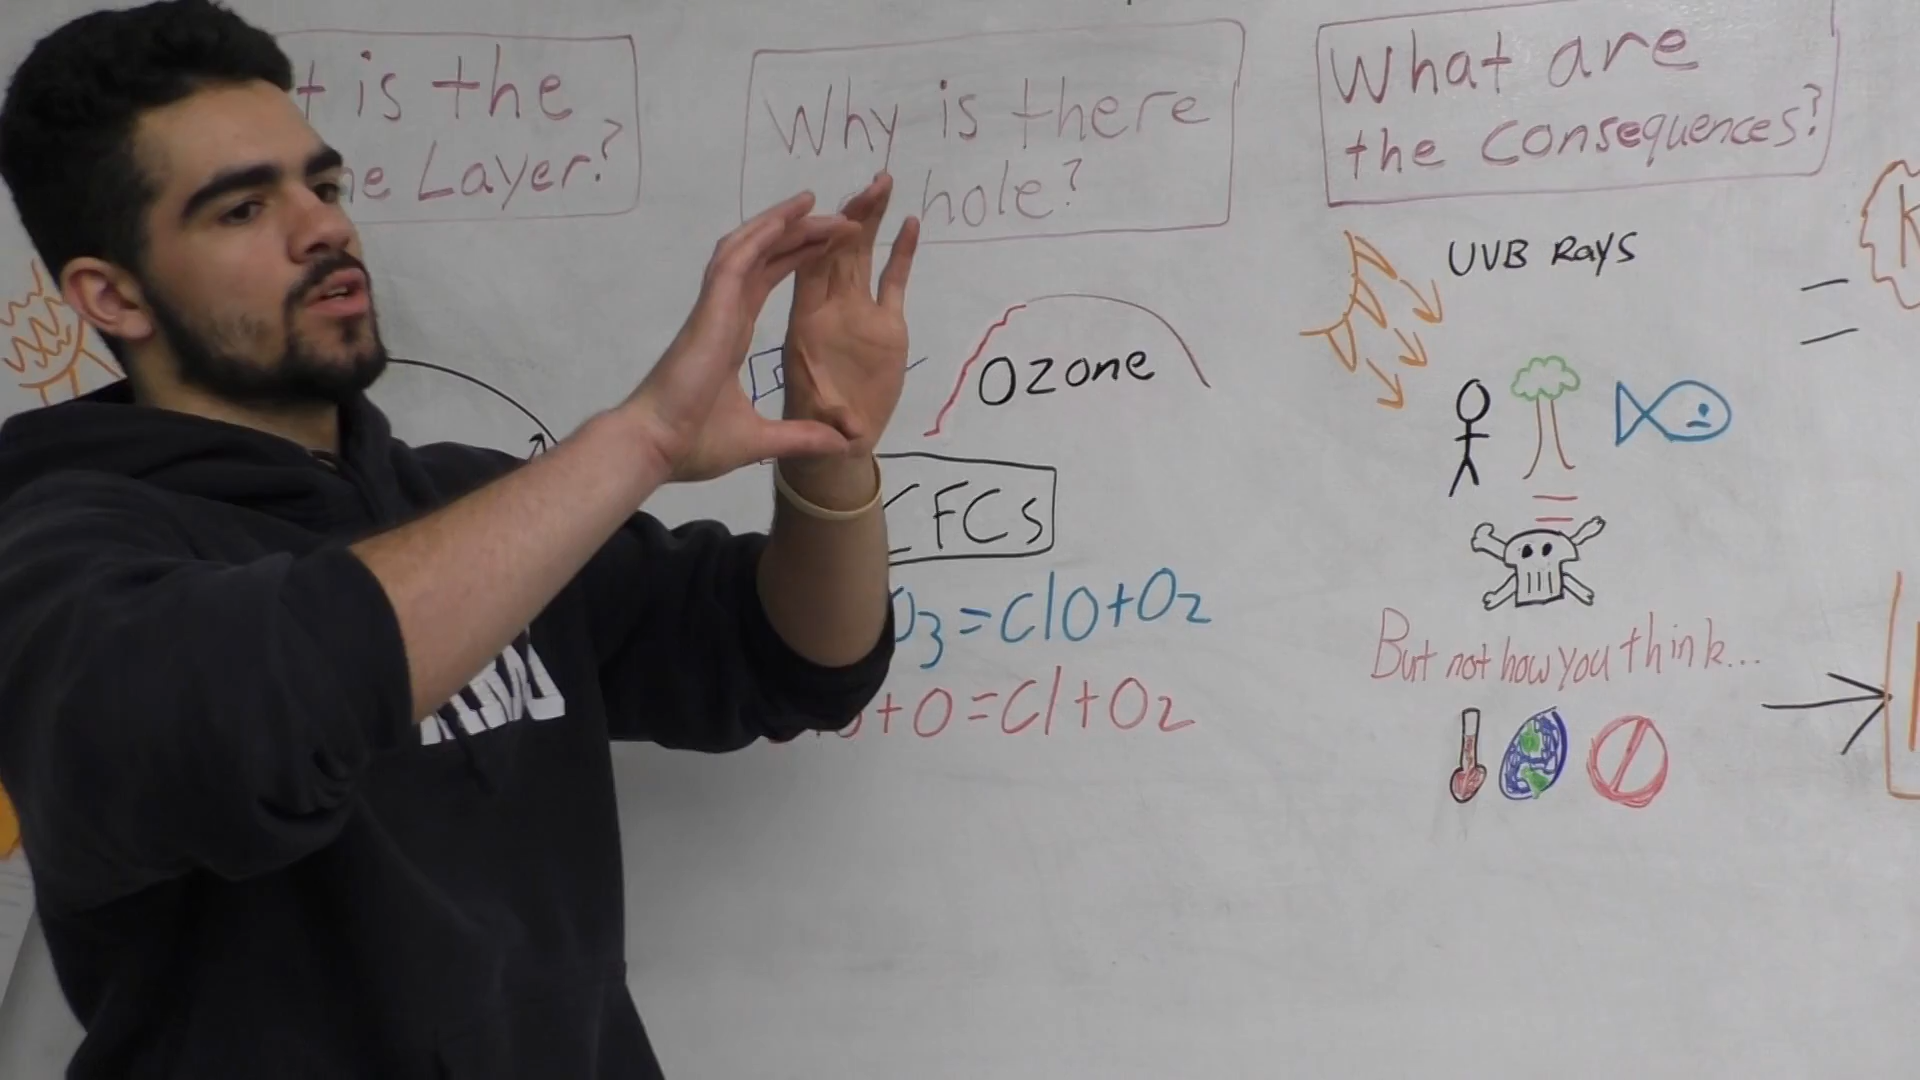 is the
Layer?
Why is there
hole?
What are
the consequences?
UVB Rays
Ozone
CFCs
O3=ClO+O2
+O=Cl+O2
But not how you think...